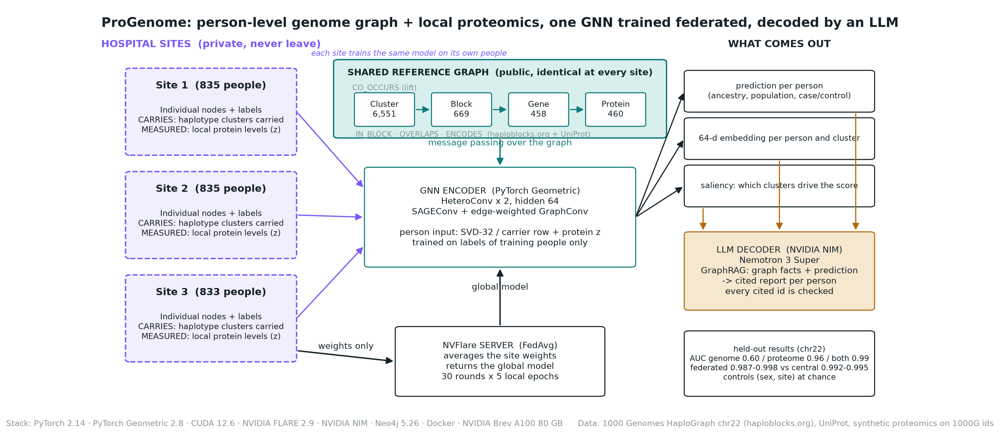 ProGenome: person-level genome graph + local proteomics, one GNN trained federated, decoded by an LLM
HOSPITAL SITES  (private, never leave)
each site trains the same model on its own people
WHAT COMES OUT
Site 1  (835 people)
Individual nodes + labels
CARRIES: haplotype clusters carried
MEASURED: local protein levels (z)
Site 2  (835 people)
Individual nodes + labels
CARRIES: haplotype clusters carried
MEASURED: local protein levels (z)
Site 3  (833 people)
Individual nodes + labels
CARRIES: haplotype clusters carried
MEASURED: local protein levels (z)
weights only
SHARED REFERENCE GRAPH  (public, identical at every site)
CO_OCCURS (lift)
Cluster
6,551
Block
669
Gene
458
Protein
460
IN_BLOCK · OVERLAPS · ENCODES  (haploblocks.org + UniProt)
message passing over the graph
GNN ENCODER  (PyTorch Geometric)
HeteroConv x 2, hidden 64
SAGEConv + edge-weighted GraphConv
person input: SVD-32 / carrier row + protein z
trained on labels of training people only
global model
NVFlare SERVER  (FedAvg)
averages the site weights
returns the global model
30 rounds x 5 local epochs
prediction per person
(ancestry, population, case/control)
64-d embedding per person and cluster
saliency: which clusters drive the score
LLM DECODER  (NVIDIA NIM)
Nemotron 3 Super
GraphRAG: graph facts + prediction
-> cited report per person
every cited id is checked
held-out results (chr22)
AUC genome 0.60 / proteome 0.96 / both 0.99
federated 0.987-0.998 vs central 0.992-0.995
controls (sex, site) at chance
Stack: PyTorch 2.14 · PyTorch Geometric 2.8 · CUDA 12.6 · NVIDIA FLARE 2.9 · NVIDIA NIM · Neo4j 5.26 · Docker · NVIDIA Brev A100 80 GB
Data: 1000 Genomes HaploGraph chr22 (haploblocks.org), UniProt, synthetic proteomics on 1000G ids